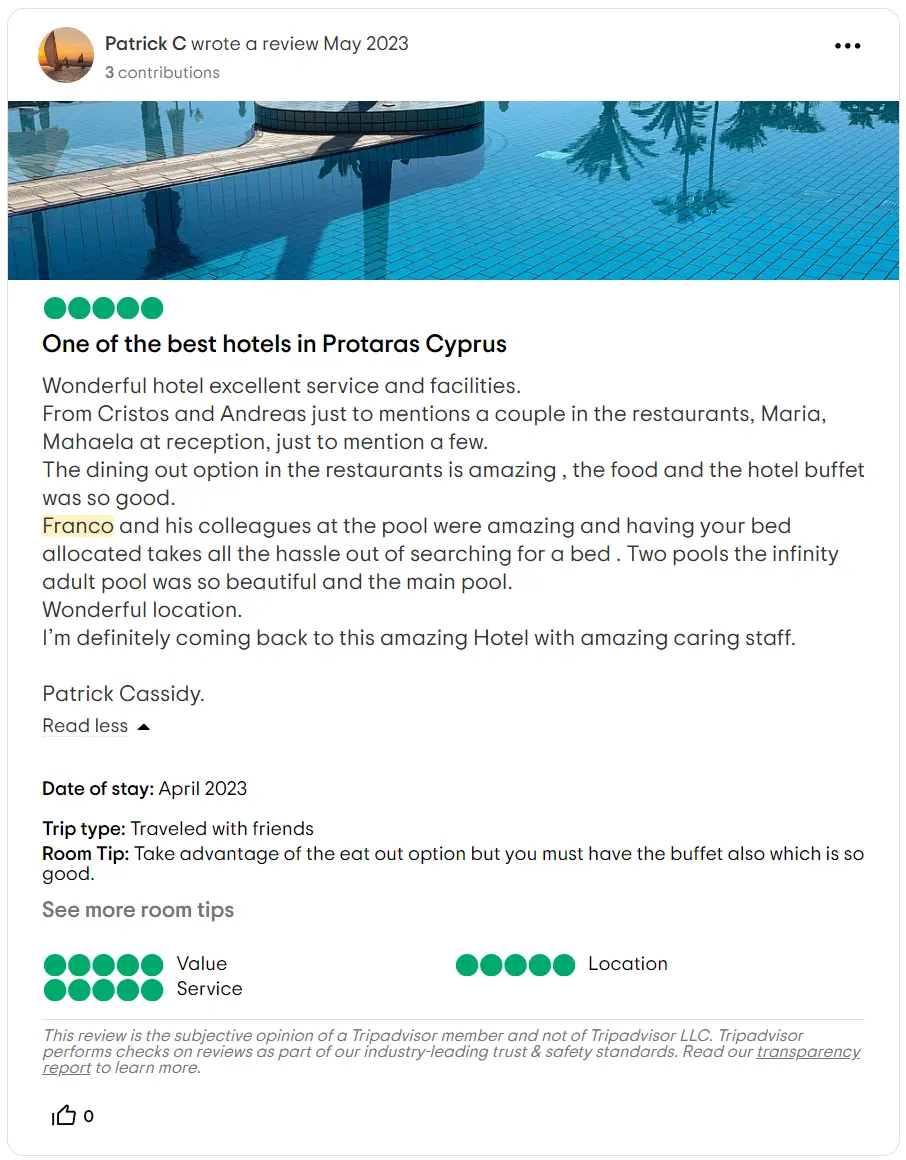 Patrick C wrote a review May 2023
3 contributions
One of the best hotels in Protaras Cyprus
Wonderful hotel excellent service and facilities.
From Cristos and Andreas just to mentions a couple in the restaurants, Maria,
Mahaela at reception, just to mention a few.
The dining out option in the restaurants is amazing , the food and the hotel buffet
was so good.
Franco and his colleagues at the pool were amazing and having your bed
allocated takes all the hassle out of searching for a bed . Two pools the infinity
adult pool was so beautiful and the main pool.
Wonderful location.
I’m definitely coming back to this amazing Hotel with amazing caring staff.
Patrick Cassidy.
Read less
Date of stay: April 2023
Trip type: Traveled with friends
Room Tip: Take advantage of the eat out option but you must have the buffet also which is so
good.
See more room tips
Value
Location
Service
This review is the subjective opinion of a Tripadvisor member and not of Tripadvisor LLC. Tripadvisor
performs checks on reviews as part of our industry-leading trust & safety standards. Read our transparency
report to learn more.
0